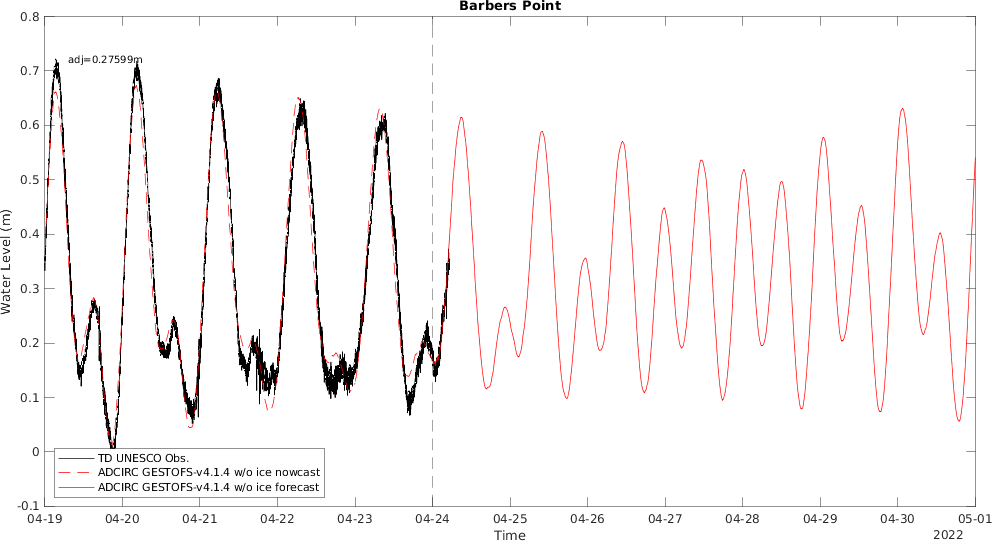 Barbers Point
0.8
0.7
0.6
0.5
0.4
0.3
0.2
0.1
0
-0.1
Water Level (m)
adj=0.27599m
TD UNESCO Obs.
ADCIRC GESTOFS-v4.1.4 w/o ice nowcast
ADCIRC GESTOFS-v4.1.4 w/o ice forecast
04-19 04-20 04-21 04-22 04-23 04-24 04-25 04-26 04-27 04-28 04-29 04-30 05-01
Time
2022